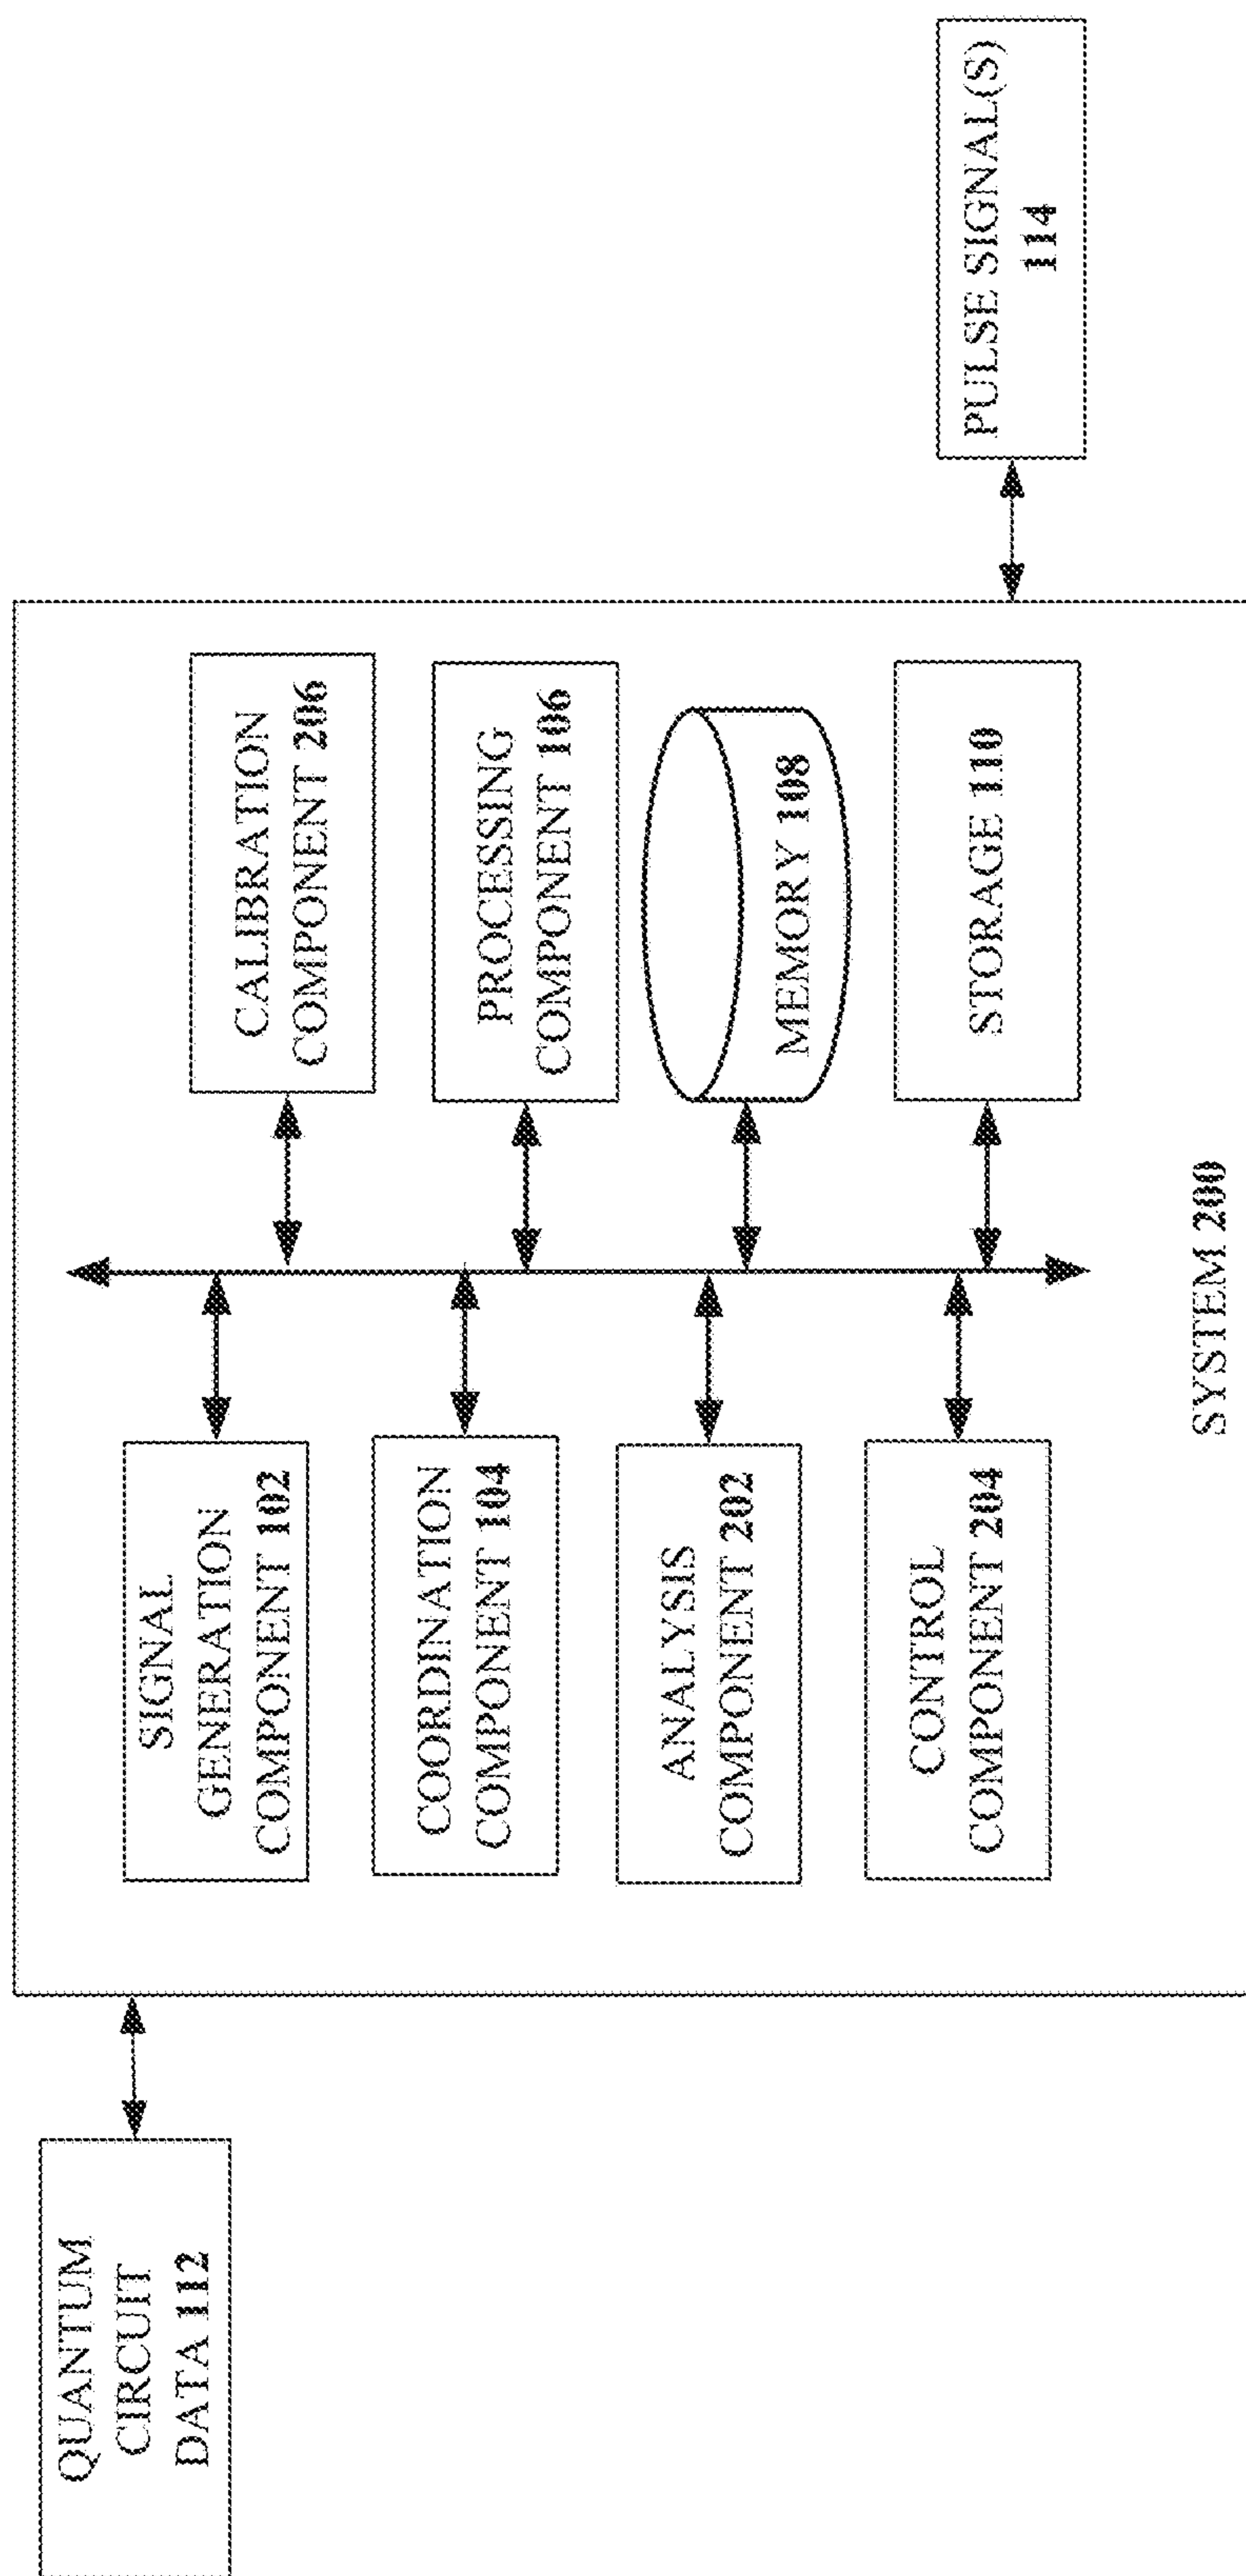 QUANTUM
CIRCUIT
DATA 112
SIGNAL
GENERATION
COMPONENT 102
COORDINATION
COMPONENT 104
ANALYSIS
COMPONENT 202
CONTROL
COMPONENT 204
CALIBRATION
COMPONENT 206
PROCESSING
COMPONENT 106
MEMORY 108
STORAGE 110
SYSTEM 200
PULSE SIGNAL(S)
114